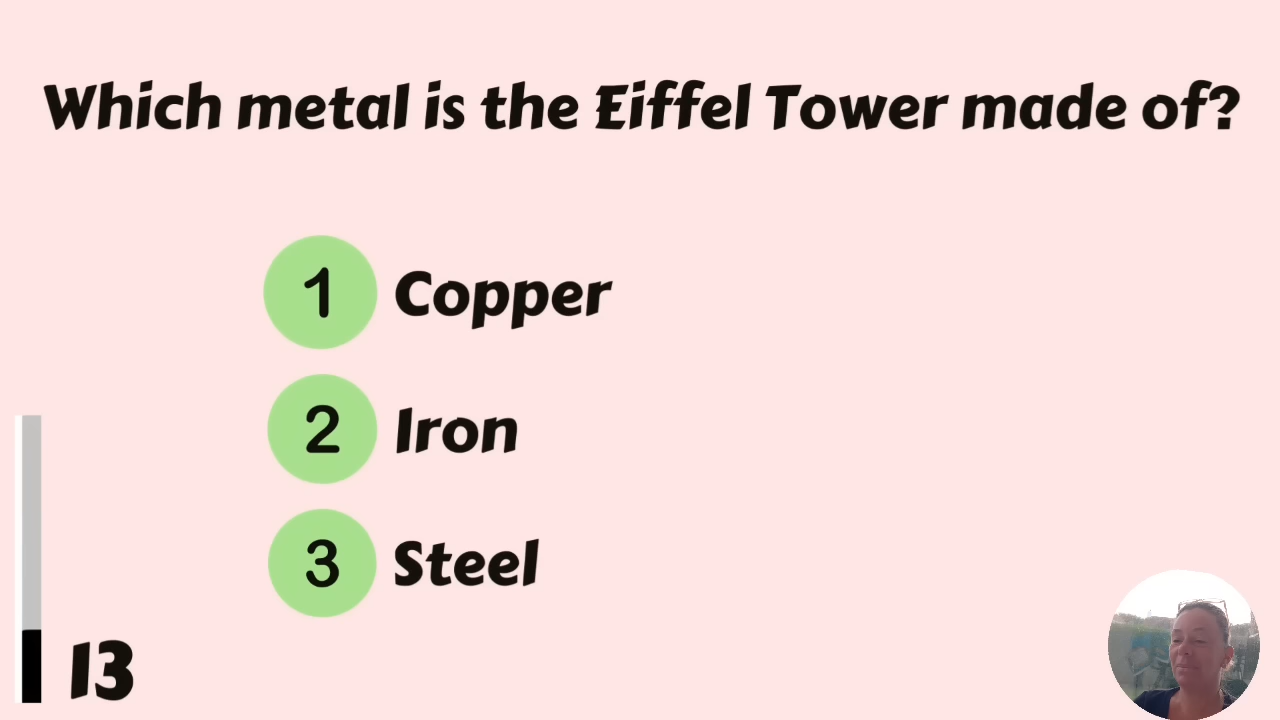 Which metal is the Eiffel Tower made of?
1 Copper
2 Iron
3 Steel
13